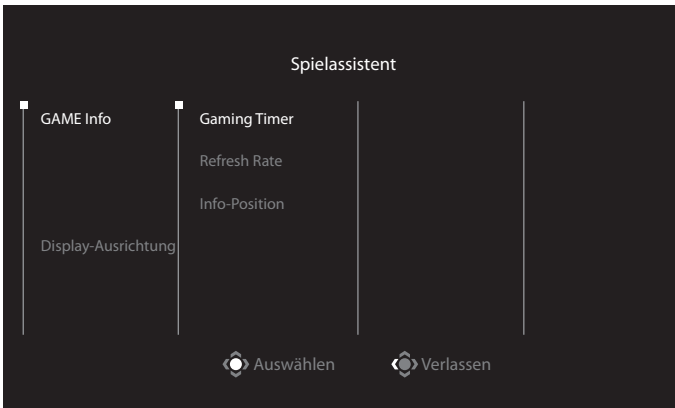 Spielassistent
GAME Info
Gaming Timer
Refresh Rate
Info-Position
Display-Ausrichtung
Auswählen
Verlassen